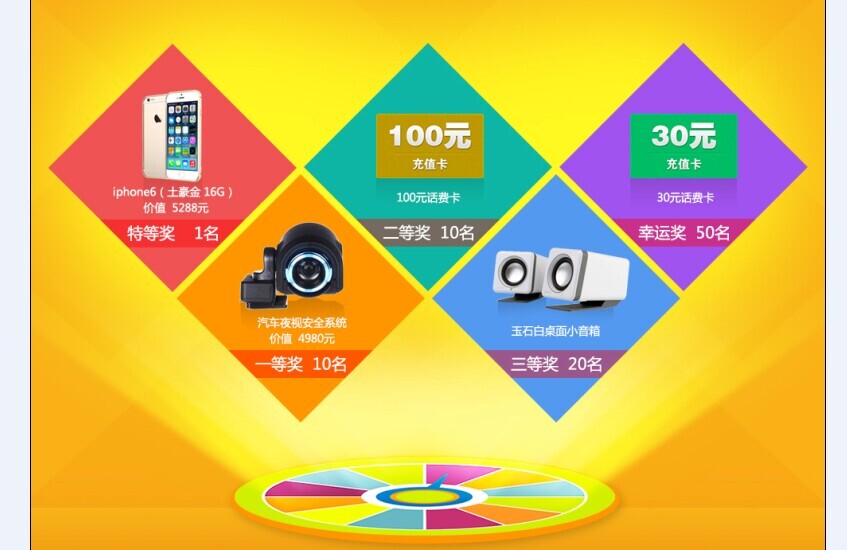 iphone6（土豪金 16G）
价值 5288元
特等奖 1名
100元
充值卡
100元话费卡
二等奖 10名
30元
充值卡
30元话费卡
幸运奖 50名
汽车夜视安全系统
价值 4980元
一等奖 10名
玉石白桌面小音箱
三等奖 20名